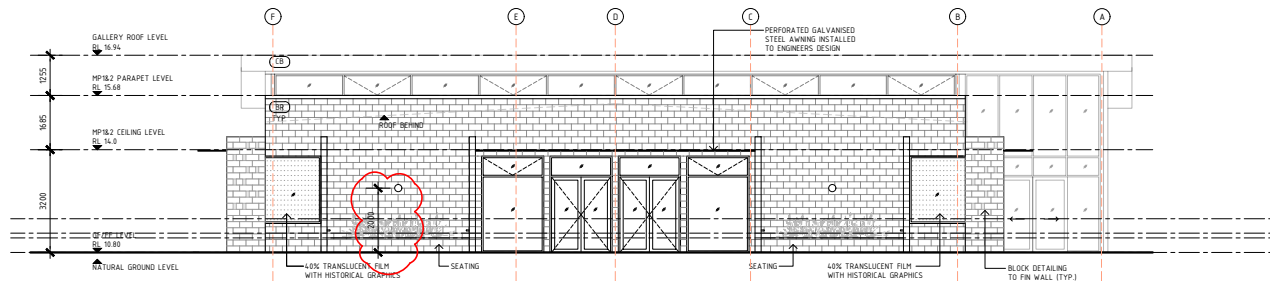 F
E
D
C
B
A
GALLERY ROOF LEVEL
RL 16.94
CB
PERFORATED GALVANISED
STEEL AWNING INSTALLED
TO ENGINEERS DESIGN
1255
MP1&2 PARAPET LEVEL
RL 15.68
BR
TYP.
ROOF BEHIND
1685
MP1&2 CEILING LEVEL
RL 14.0
3200
2000
RL 10.80
NATURAL GROUND LEVEL
40% TRANSLUCENT FILM
WITH HISTORICAL GRAPHICS
SEATING
SEATING
40% TRANSLUCENT FILM
WITH HISTORICAL GRAPHICS
BLOCK DETAILING
TO FIN WALL (TYP.)